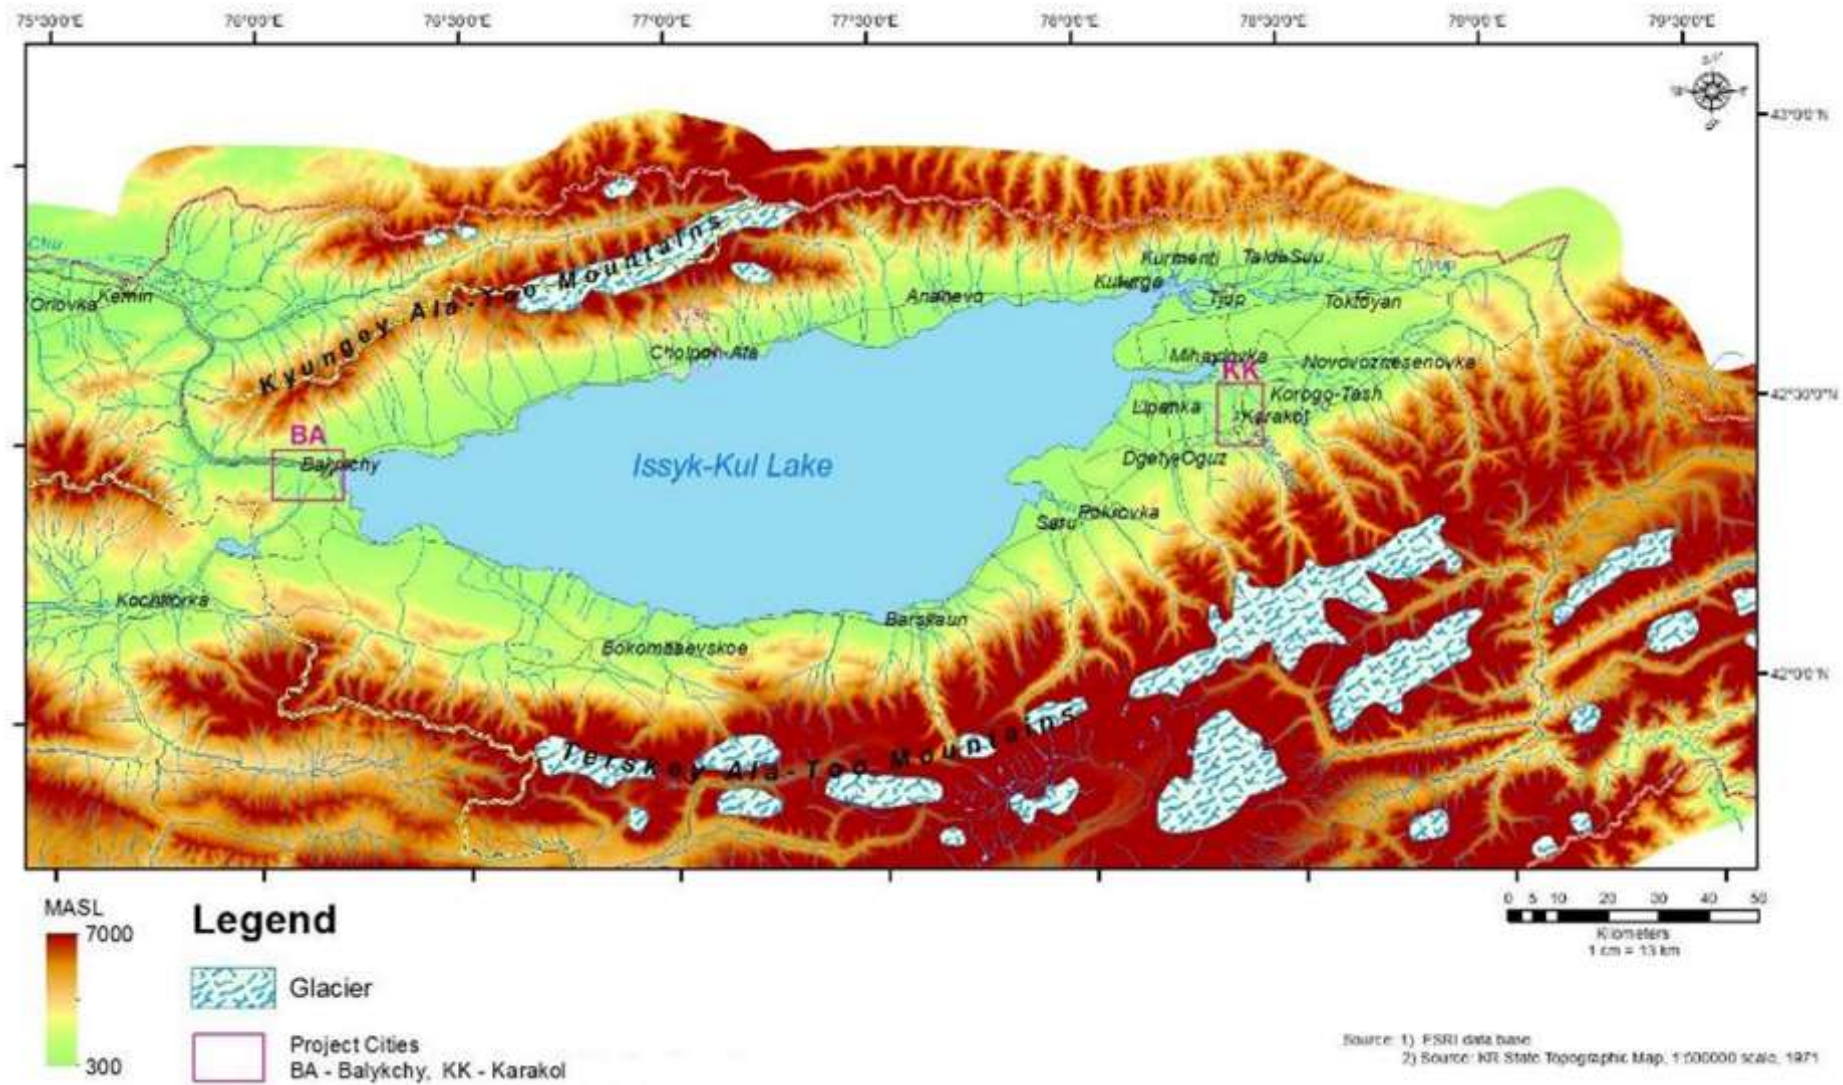 75°30'0"E 76°0'0"E 76°30'0"E 77°0'0"E 77°30'0"E 78°0'0"E 78°30'0"E 79°0'0"E 79°30'0"E
43°0'0"N
Chu
Kurmenti
Talde Suu
Tyup
Kuturga
Orlovka
Kemin
Ananevo
Tjup
Toktoyan
Kyungey Ala-Too Mountains
Cholpon-Ata
Mihaylovka
Novovoznesenovka
KK
42°30'0"N
Korogo-Tash
Lipenka
Karakol
BA
Balykchy
Issyk-Kul Lake
Dgety-Oguz
Saru
Pokrovka
Kochkorka
Barskaun
Bokombaevskoe
42°0'0"N
Terskey Ala-Too Mountains
MASL
7000
300
Legend
Glacier
Project Cities
BA - Balykchy, KK - Karakol
0 5 10 20 30 40 50
Kilometers
1 cm = 13 km
Source: 1) ESRI data base
2) Source: KR State Topographic Map, 1:500000 scale, 1971